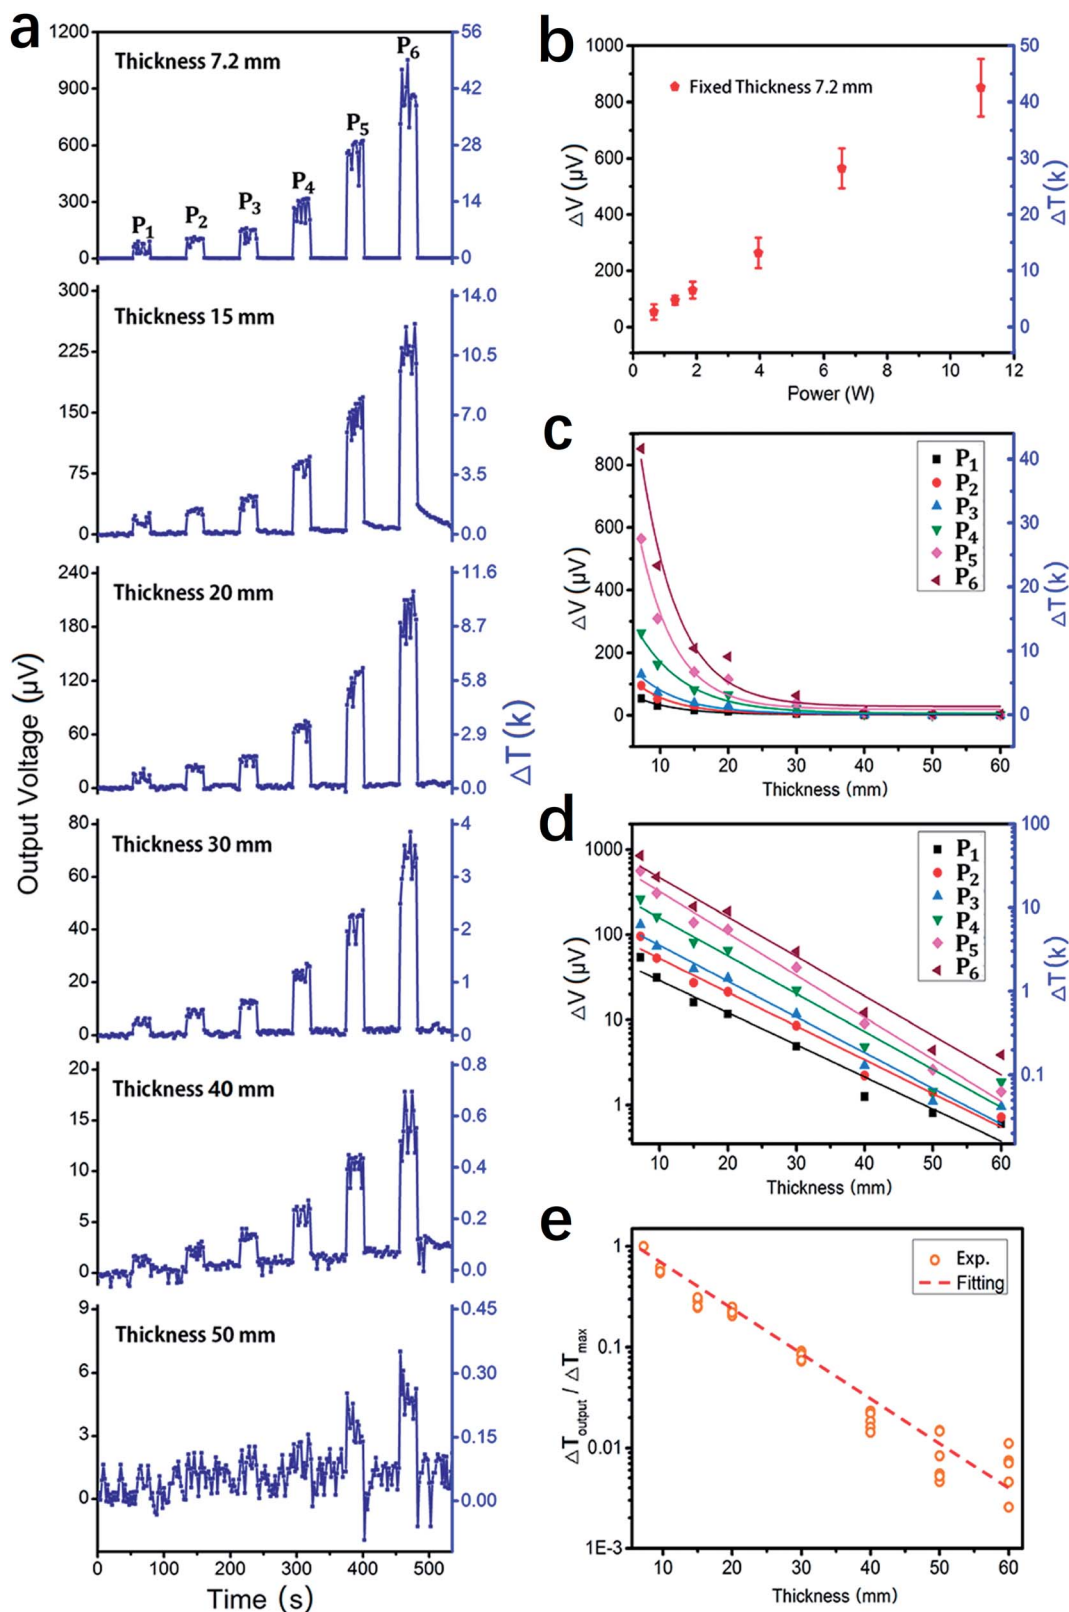 a
1200
900
600
300
0
56
42
28
14
0
Thickness 7.2 mm
P1
P2
P3
P4
P5
P6
300
225
150
75
0
14.0
10.5
7.0
3.5
0.0
Thickness 15 mm
240
180
120
60
0
11.6
8.7
5.8
2.9
0.0
Thickness 20 mm
80
60
40
20
0
4
3
2
1
0
Thickness 30 mm
20
15
10
5
0
0.8
0.6
0.4
0.2
0.0
Thickness 40 mm
9
6
3
0
0.45
0.30
0.15
0.00
Thickness 50 mm
0 100 200 300 400 500
Time (s)
Output Voltage (μV)
ΔT (k)
b
1000
800
600
400
200
0
50
40
30
20
10
0
Fixed Thickness 7.2 mm
0 2 4 6 8 10 12
Power (W)
△V (μV)
△T (k)
c
800
600
400
200
0
40
30
20
10
0
P1
P2
P3
P4
P5
P6
10 20 30 40 50 60
Thickness (mm)
△V (μV)
△T (k)
d
1000
100
10
1
100
10
1
0.1
P1
P2
P3
P4
P5
P6
10 20 30 40 50 60
Thickness (mm)
△V (μV)
△T (k)
e
1
0.1
0.01
1E-3
Exp.
Fitting
10 20 30 40 50 60
Thickness (mm)
△Toutput / △Tmax